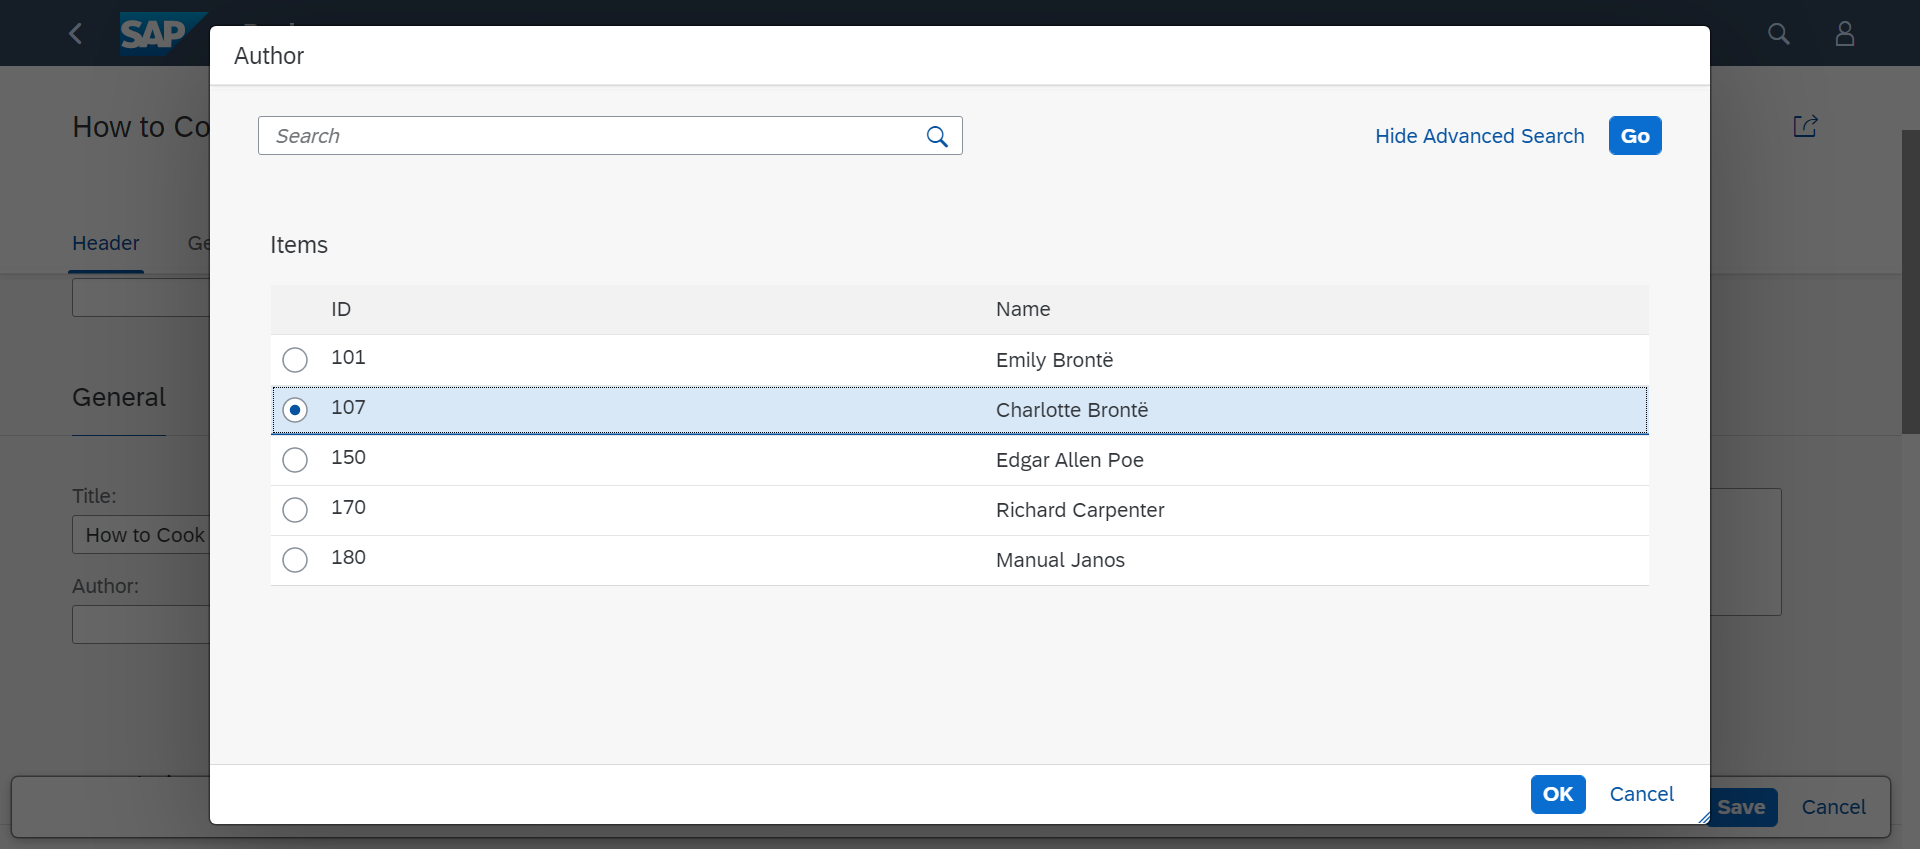 SAP
Author
How to Co
Search
Hide Advanced Search Go
Header Ge
Items
ID Name
101 Emily Brontë
107 Charlotte Brontë
150 Edgar Allen Poe
170 Richard Carpenter
180 Manual Janos
General
Title:
How to Cook
Author:
OK Cancel
Save Cancel